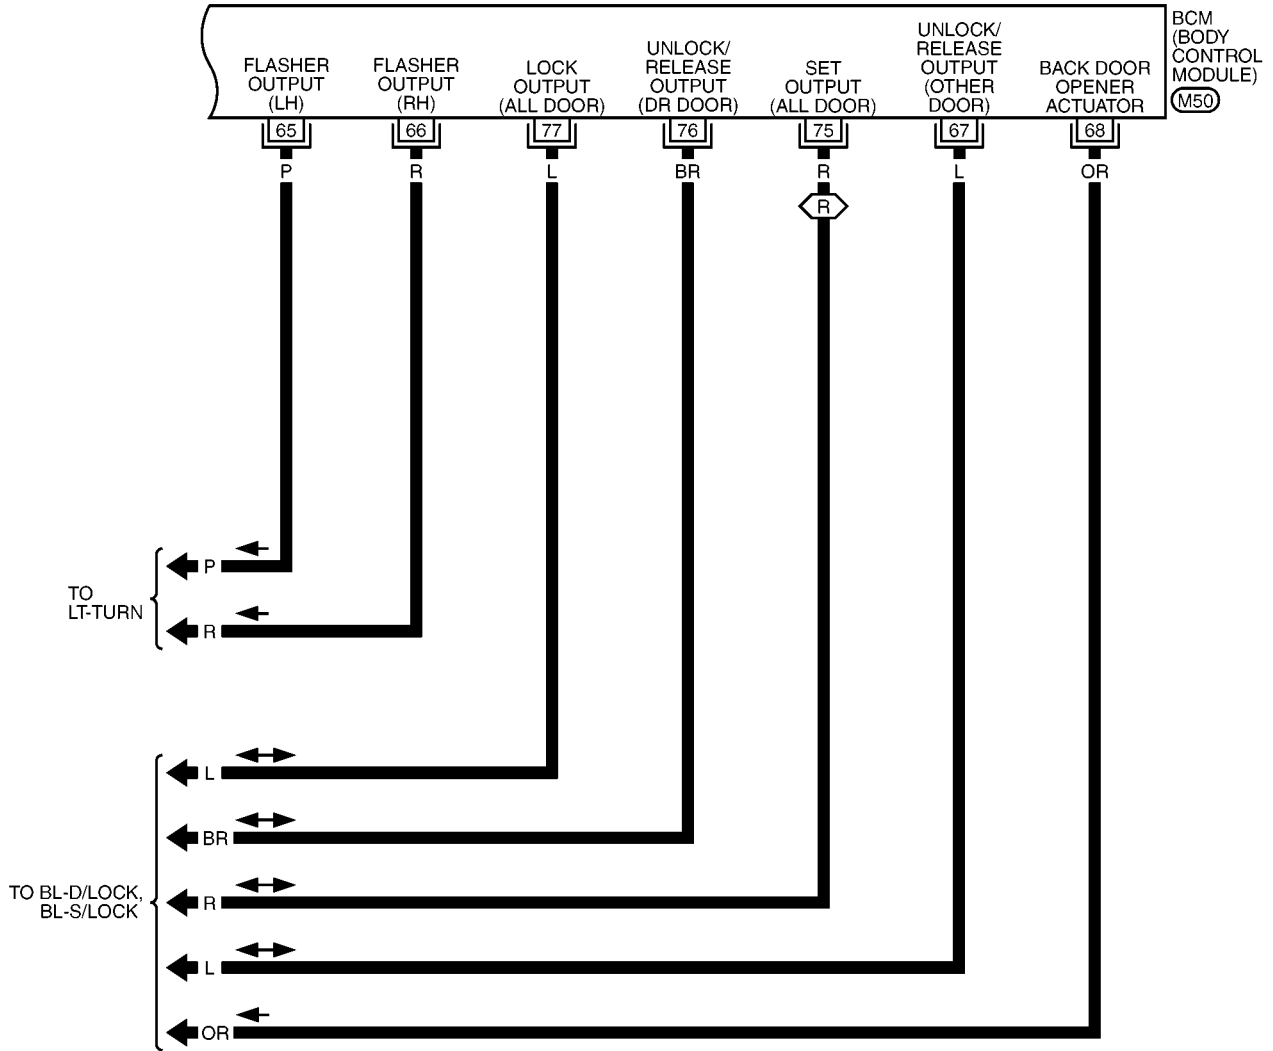 FLASHER
OUTPUT
(LH)
FLASHER
OUTPUT
(RH)
LOCK
OUTPUT
(ALL DOOR)
UNLOCK/
RELEASE
OUTPUT
(DR DOOR)
SET
OUTPUT
(ALL DOOR)
UNLOCK/
RELEASE
OUTPUT
(OTHER
DOOR)
BACK DOOR
OPENER
ACTUATOR
BCM
(BODY
CONTROL
MODULE)
M50
65
66
77
76
75
67
68
P
R
L
BR
R
L
OR
R
TO
LT-TURN
P
R
TO BL-D/LOCK,
BL-S/LOCK
L
BR
R
L
OR